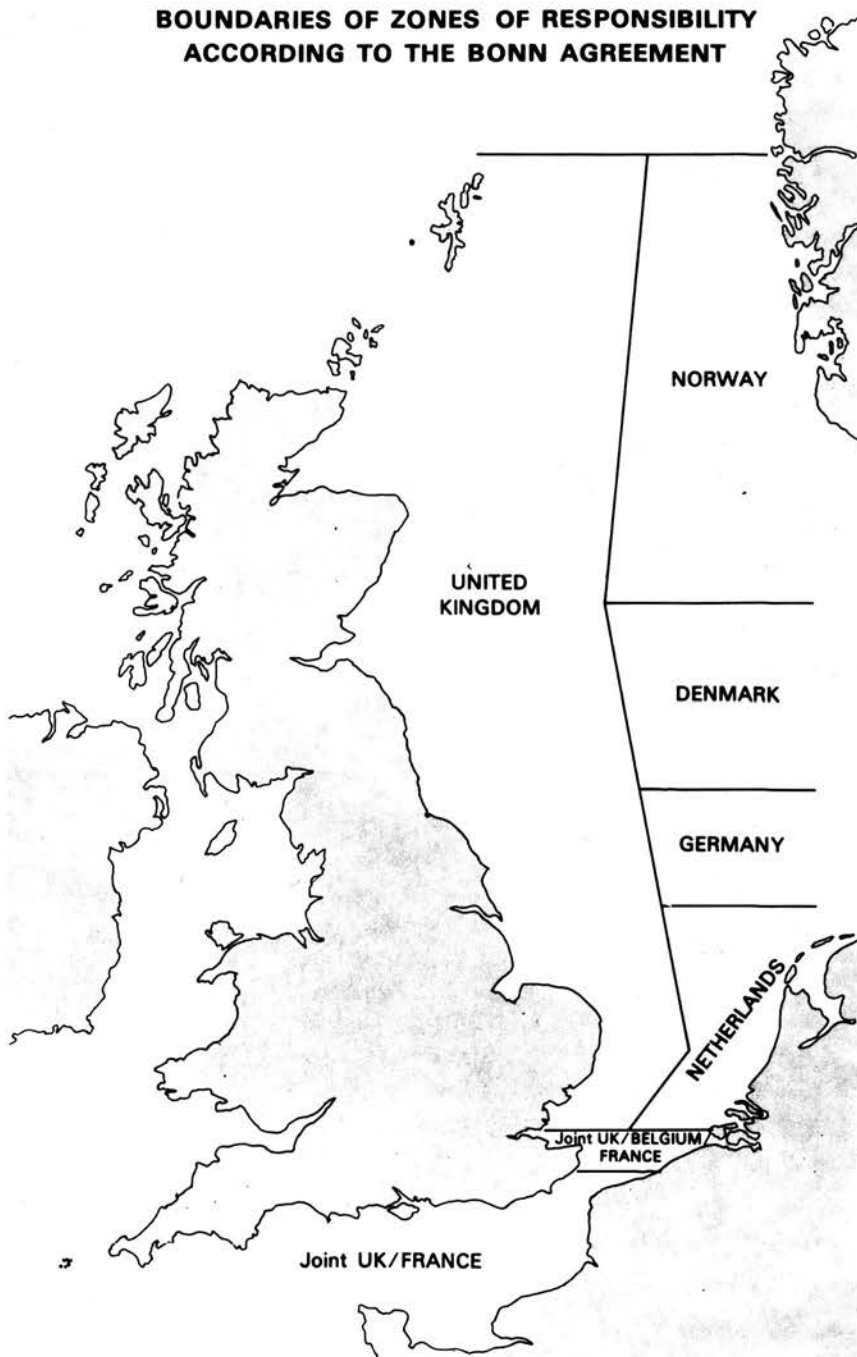 BOUNDARIES OF ZONES OF RESPONSIBILITY
ACCORDING TO THE BONN AGREEMENT
NORWAY
UNITED
KINGDOM
DENMARK
GERMANY
NETHERLANDS
Joint UK/BELGIUM
FRANCE
Joint UK/FRANCE